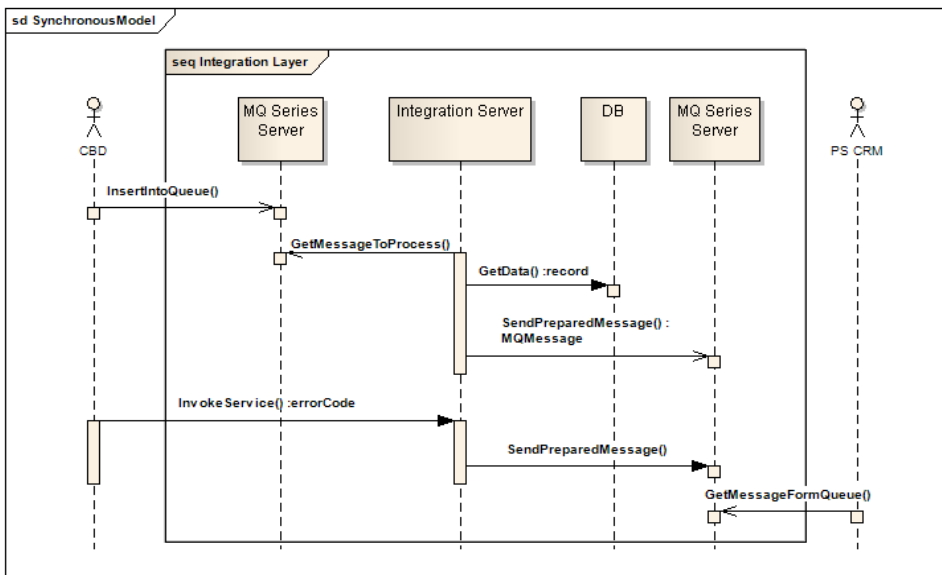 sd SynchronousModel
seq Integration Layer
MQ Series
Server
Integration Server
DB
MQ Series
Server
CBD
PS CRM
InsertIntoQueue()
GetMessageToProcess()
GetData() :record
SendPreparedMessage() :
MQMessage
InvokeService() :errorCode
SendPreparedMessage()
GetMessageFormQueue()